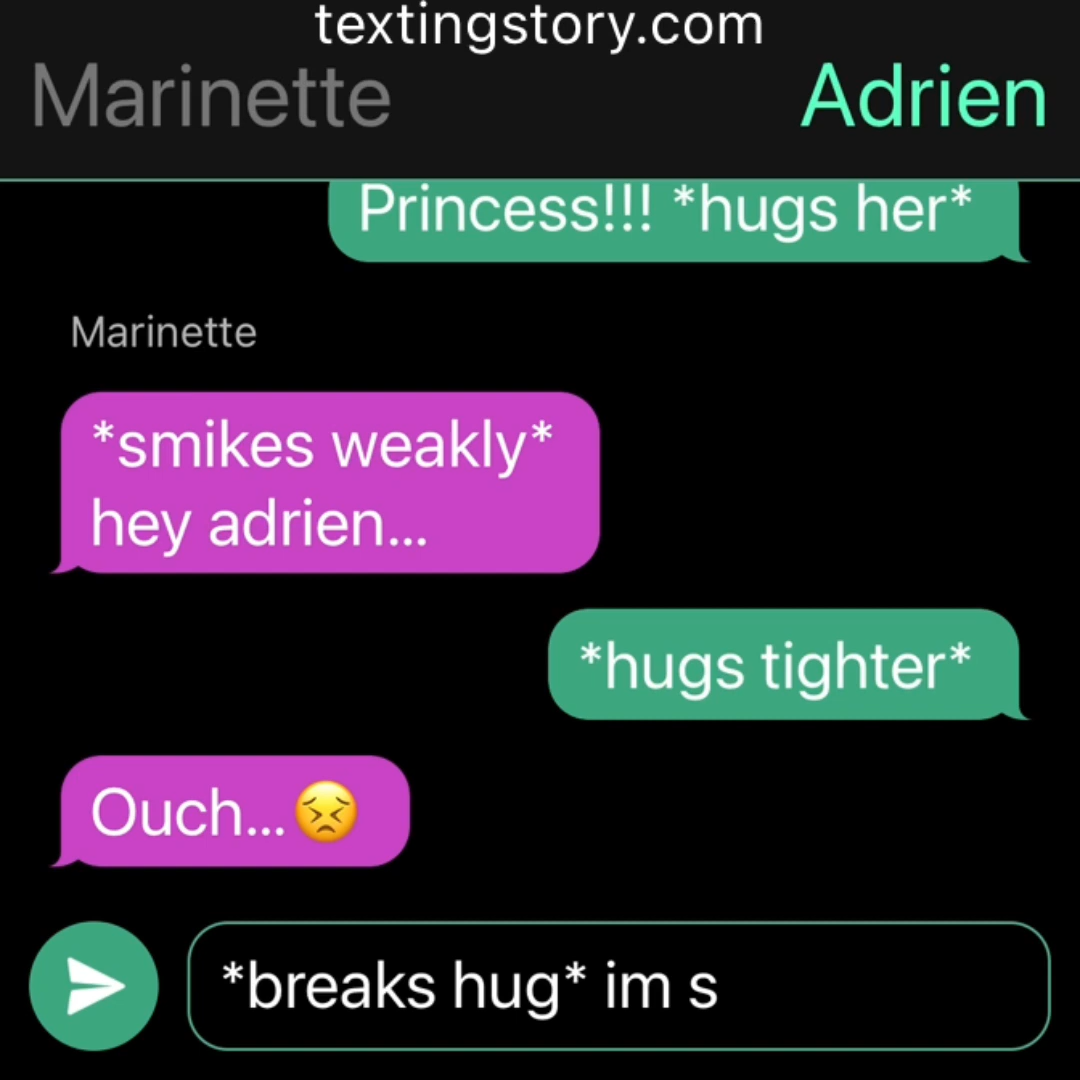 textingstory.com
Marinette Adrien
Princess!!! *hugs her*
Marinette
*smikes weakly*
hey adrien...
*hugs tighter*
Ouch...😣
*breaks hug* im s